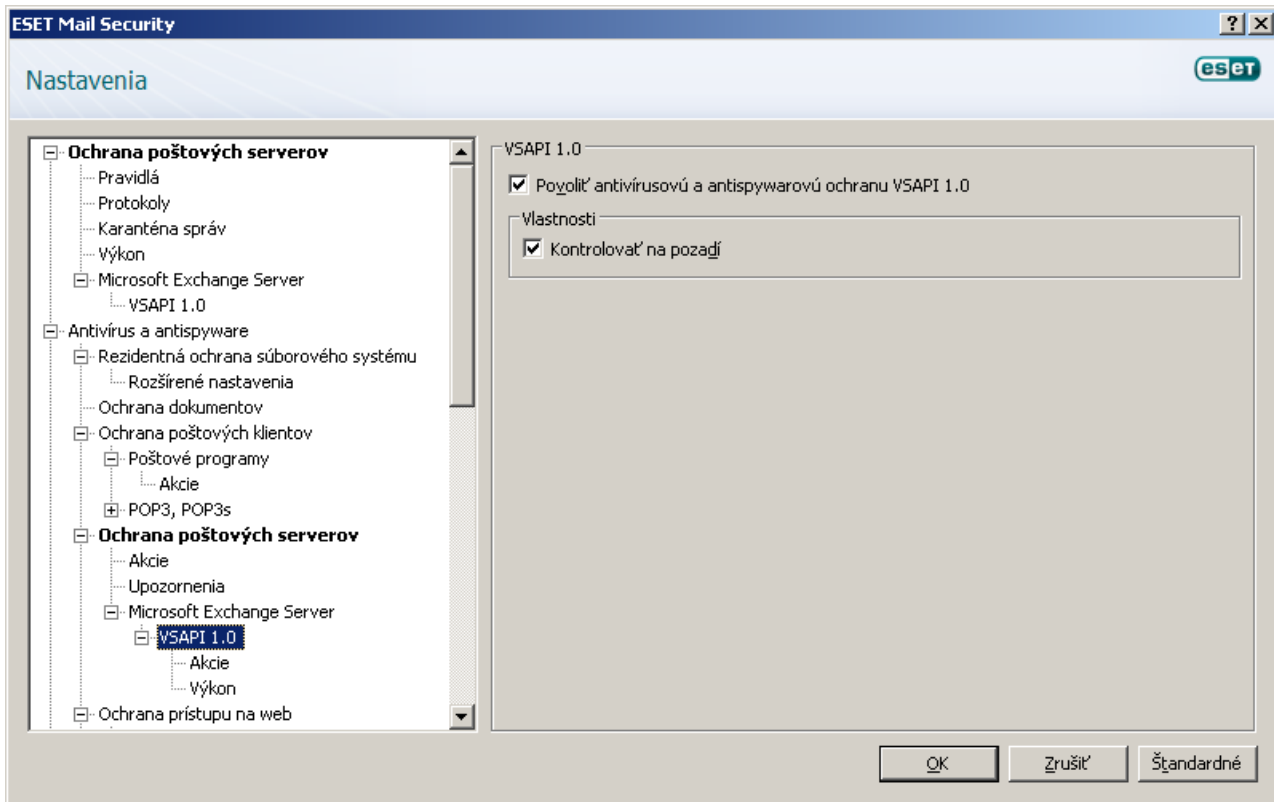 ESET Mail Security
Nastavenia
eset
Ochrana poštových serverov
Pravidlá
Protokoly
Karanténa správ
Výkon
Microsoft Exchange Server
VSAPI 1.0
Antivírus a antispyware
Rezidentná ochrana súborového systému
Rozšírené nastavenia
Ochrana dokumentov
Ochrana poštových klientov
Poštové programy
Akcie
POP3, POP3s
Ochrana poštových serverov
Akcie
Upozornenia
Microsoft Exchange Server
VSAPI 1.0
Akcie
Výkon
Ochrana prístupu na web
VSAPI 1.0
Povoliť antivírusovú a antispywarovú ochranu VSAPI 1.0
Vlastnosti
Kontrolovať na pozadí
OK
Zrušiť
Štandardné